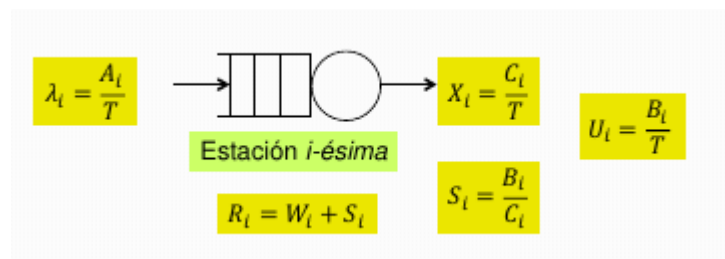 λᵢ = Aᵢ / T
Xᵢ = Cᵢ / T
Uᵢ = Bᵢ / T
Estación i-ésima
Sᵢ = Bᵢ / Cᵢ
Rᵢ = Wᵢ + Sᵢ